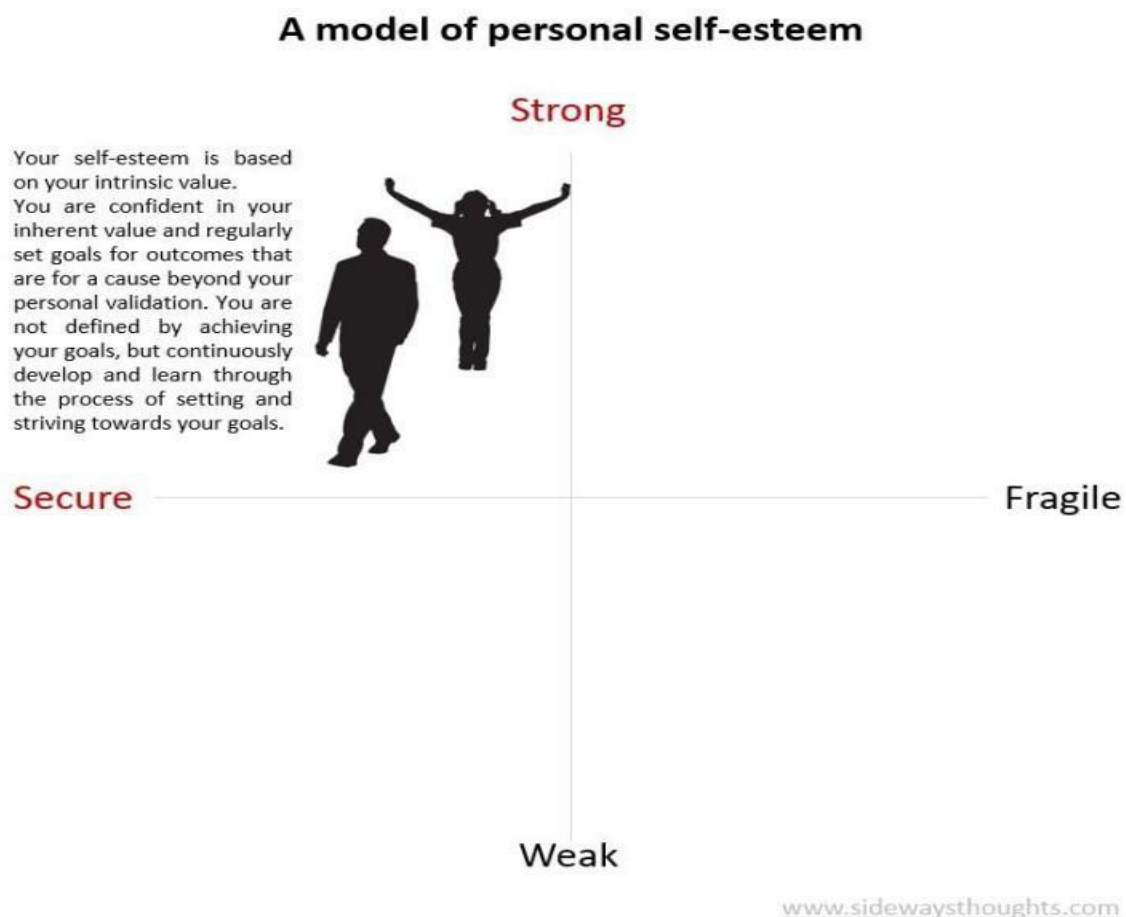 A model of personal self-esteem
Strong
Your self-esteem is based
on your intrinsic value.
You are confident in your
inherent value and regularly
set goals for outcomes that
are for a cause beyond your
personal validation. You are
not defined by achieving
your goals, but continuously
develop and learn through
the process of setting and
striving towards your goals.
Secure
Fragile
Weak
www.sidewaysthoughts.com